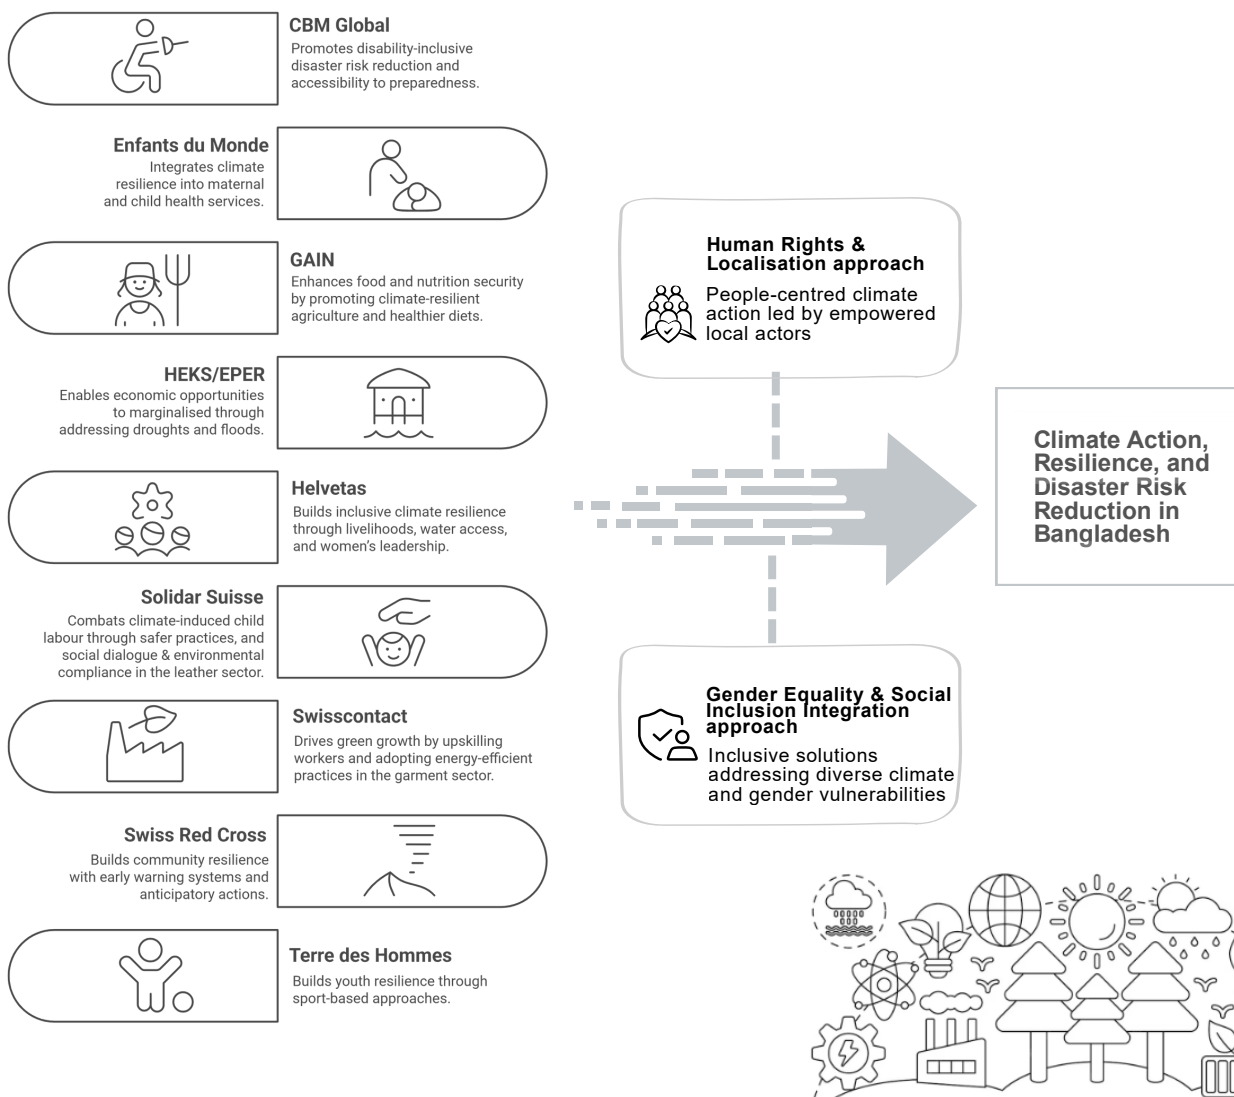 CBM Global
Promotes disability-inclusive
disaster risk reduction and
accessibility to preparedness.
Enfants du Monde
Integrates climate
resilience into maternal
and child health services.
GAIN
Enhances food and nutrition security
by promoting climate-resilient
agriculture and healthier diets.
HEKS/EPER
Enables economic opportunities
to marginalised through
addressing droughts and floods.
Helvetas
Builds inclusive climate resilience
through livelihoods, water access,
and women's leadership.
Solidar Suisse
Combats climate-induced child
labour through safer practices, and
social dialogue & environmental
compliance in the leather sector.
Swisscontact
Drives green growth by upskilling
workers and adopting energy-efficient
practices in the garment sector.
Swiss Red Cross
Builds community resilience
with early warning systems and
anticipatory actions.
Terre des Hommes
Builds youth resilience through
sport-based approaches.
Human Rights &
Localisation approach
People-centred climate
action led by empowered
local actors
Gender Equality & Social
Inclusion Integration
approach
Inclusive solutions
addressing diverse climate
and gender vulnerabilities
Climate Action,
Resilience, and
Disaster Risk
Reduction in
Bangladesh